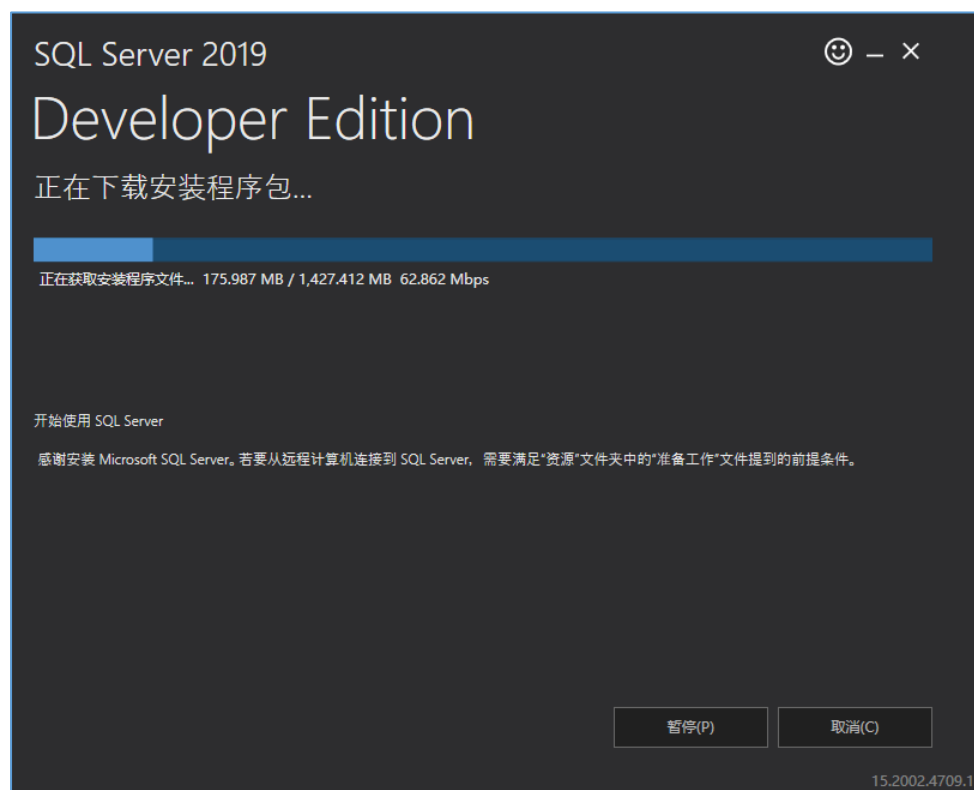 SQL Server 2019
Developer Edition
正在下载安装程序包...
正在获取安装程序文件... 175.987 MB / 1,427.412 MB 62.862 Mbps
开始使用 SQL Server
感谢安装 Microsoft SQL Server。若要从远程计算机连接到 SQL Server，需要满足“资源”文件夹中的“准备工作”文件提到的前提条件。
暂停(P) 取消(C)
15.2002.4709.1